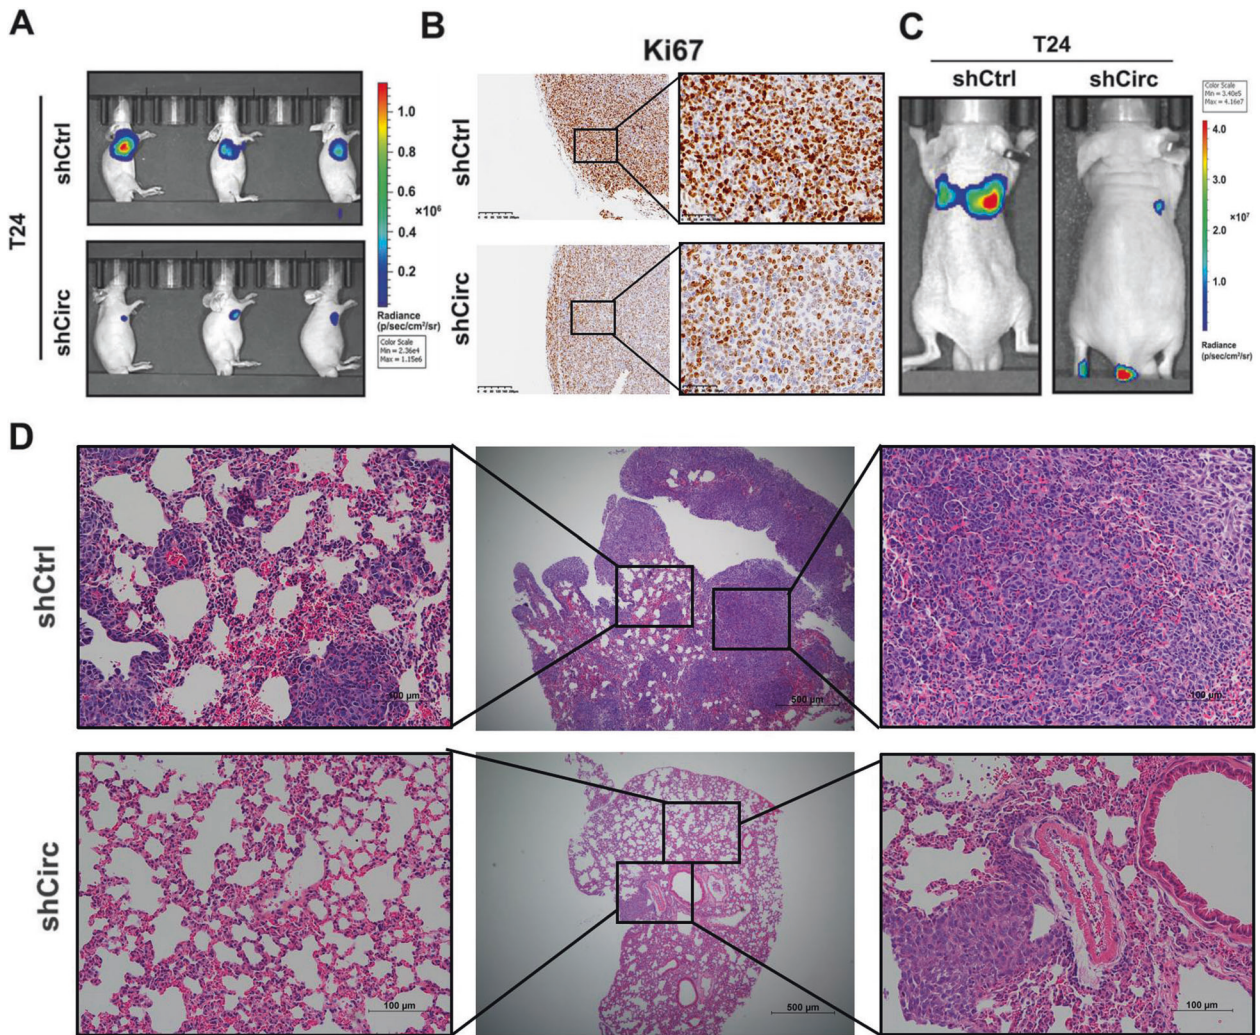 A
T24
shCtrl
shCirc
1.0
0.8
0.6
×10⁶
0.4
0.2
Radiance
(p/sec/cm²/sr)
Color Scale
Min = 2.36e4
Max = 1.15e6
B
Ki67
shCtrl
shCirc
C
T24
shCtrl
shCirc
Color Scale
Min = 3.40e5
Max = 4.16e7
4.0
3.0
×10⁷
2.0
1.0
Radiance
(p/sec/cm²/sr)
D
shCtrl
100 µm
500 µm
100 µm
shCirc
100 µm
500 µm
100 µm